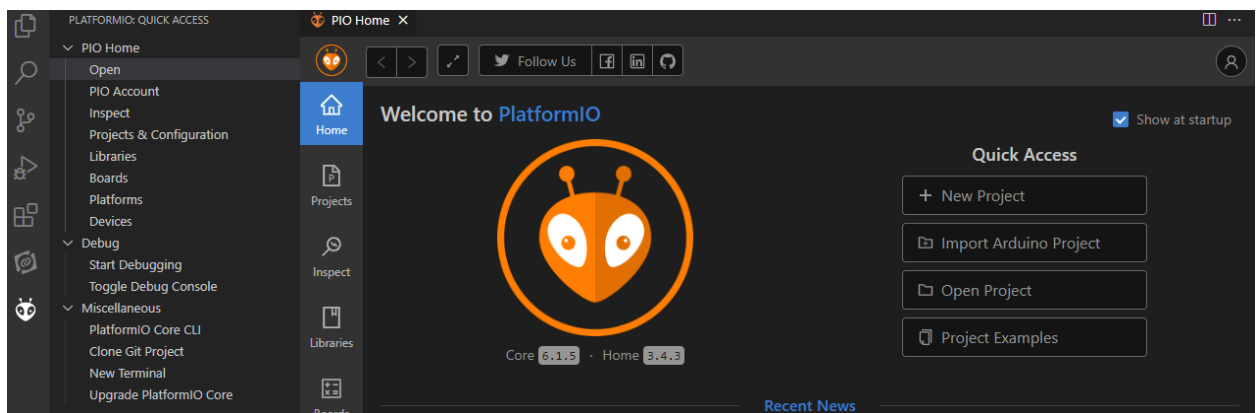 PLATFORMIO: QUICK ACCESS
PIO Home
Open
PIO Account
Inspect
Projects & Configuration
Libraries
Boards
Platforms
Devices
Debug
Start Debugging
Toggle Debug Console
Miscellaneous
PlatformIO Core CLI
Clone Git Project
New Terminal
Upgrade PlatformIO Core
PIO Home
Follow Us
Home
Projects
Inspect
Libraries
Boards
Welcome to PlatformIO
Show at startup
Core 6.1.5 · Home 3.4.3
Quick Access
New Project
Import Arduino Project
Open Project
Project Examples
Recent News